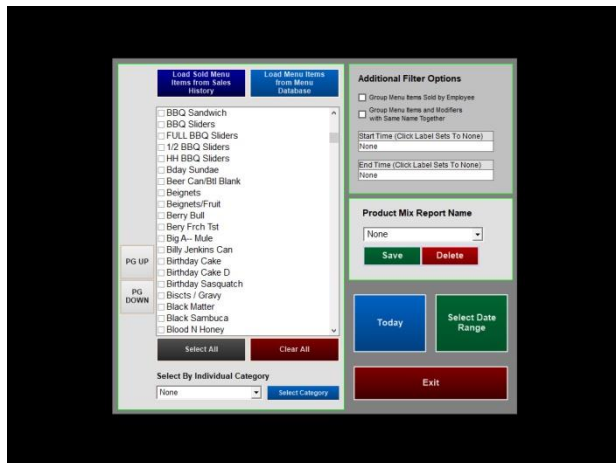 Load Sold Menu
Items from Sales
History
Load Menu Items
from Menu
Database
BBQ Sandwich
BBQ Sliders
FULL BBQ Sliders
1/2 BBQ Sliders
HH BBQ Sliders
Bday Sundae
Beer Can/Btl Blank
Beignets
Beignets/Fruit
Berry Bull
Bery Frch Tst
Big A-- Mule
Billy Jenkins Can
Birthday Cake
Birthday Cake D
Birthday Sasquatch
Biscts / Gravy
Black Matter
Black Sambuca
Blood N Honey
PG UP
PG
DOWN
Select All
Clear All
Select By Individual Category
None
Select Category
Additional Filter Options
Group Menu Items Sold by Employee
Group Menu Items and Modifiers
with Same Name Together
Start Time (Click Label Sets To None)
None
End Time (Click Label Sets To None)
None
Product Mix Report Name
None
Save
Delete
Today
Select Date
Range
Exit